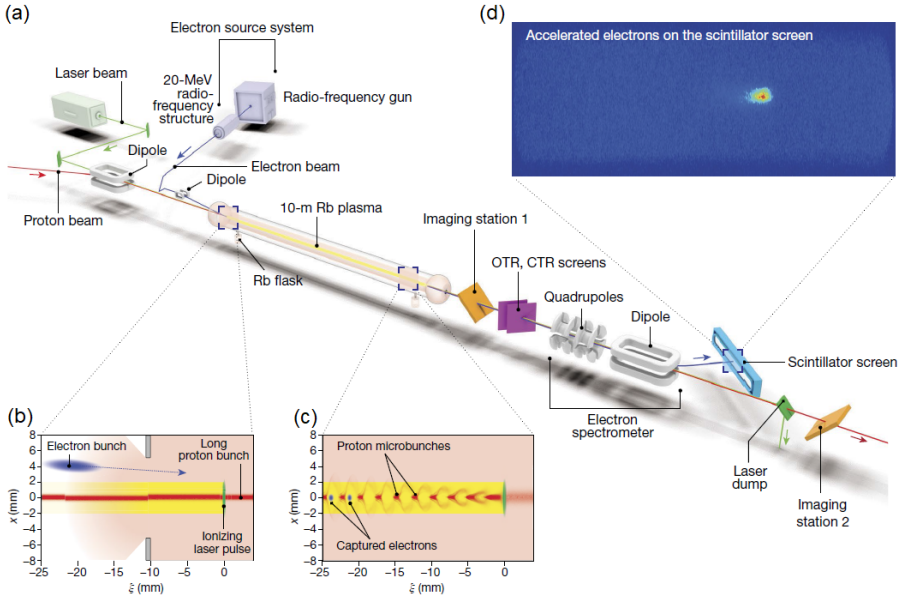 (a)
Electron source system
Laser beam
20-MeV
radio-
frequency
structure
Radio-frequency gun
Dipole
Electron beam
Dipole
Proton beam
10-m Rb plasma
Rb flask
Imaging station 1
OTR, CTR screens
Quadrupoles
Dipole
Scintillator screen
Electron
spectrometer
Laser
dump
Imaging
station 2
(d)
Accelerated electrons on the scintillator screen
(b)
8
6
4
2
0
−2
−4
−6
−8
x (mm)
Electron bunch
Long
proton bunch
Ionizing
laser pulse
−25 −20 −15 −10 −5 0
ξ (mm)
(c)
8
6
4
2
0
−2
−4
−6
−8
x (mm)
Proton microbunches
Captured electrons
−25 −20 −15 −10 −5 0
ξ (mm)